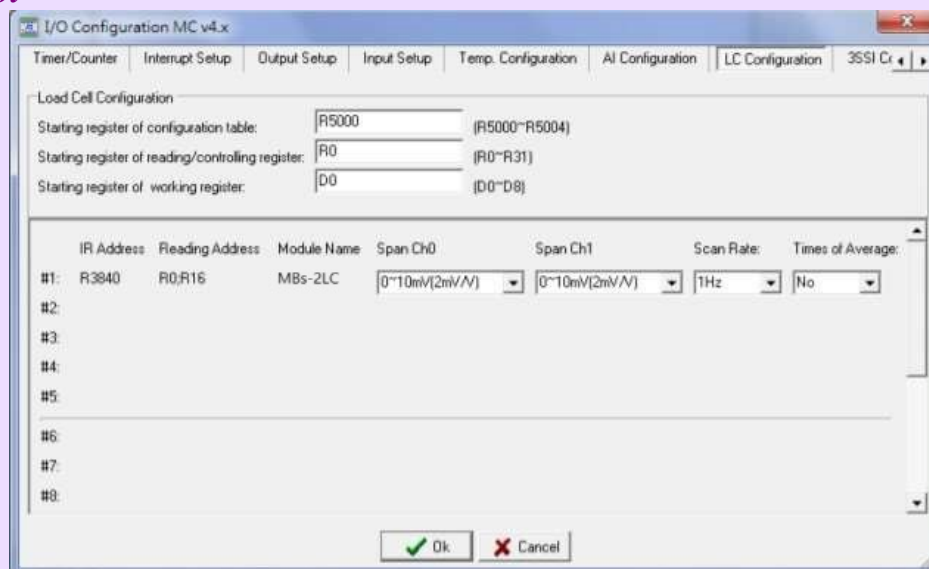 I/O Configuration MC v4.x
Timer/Counter Interrupt Setup Output Setup Input Setup Temp. Configuration AI Configuration LC Configuration 3SSI Cc
Load Cell Configuration
Starting register of configuration table: R5000 (R5000~R5004)
Starting register of reading/controlling register: R0 (R0~R31)
Starting register of working register: D0 (D0~D8)
IR Address Reading Address Module Name Span Ch0 Span Ch1 Scan Rate: Times of Average:
#1: R3840 R0;R16 MBs-2LC 0~10mV(2mV/V) 0~10mV(2mV/V) 1Hz No
#2:
#3:
#4:
#5:
#6:
#7:
#8:
Ok Cancel